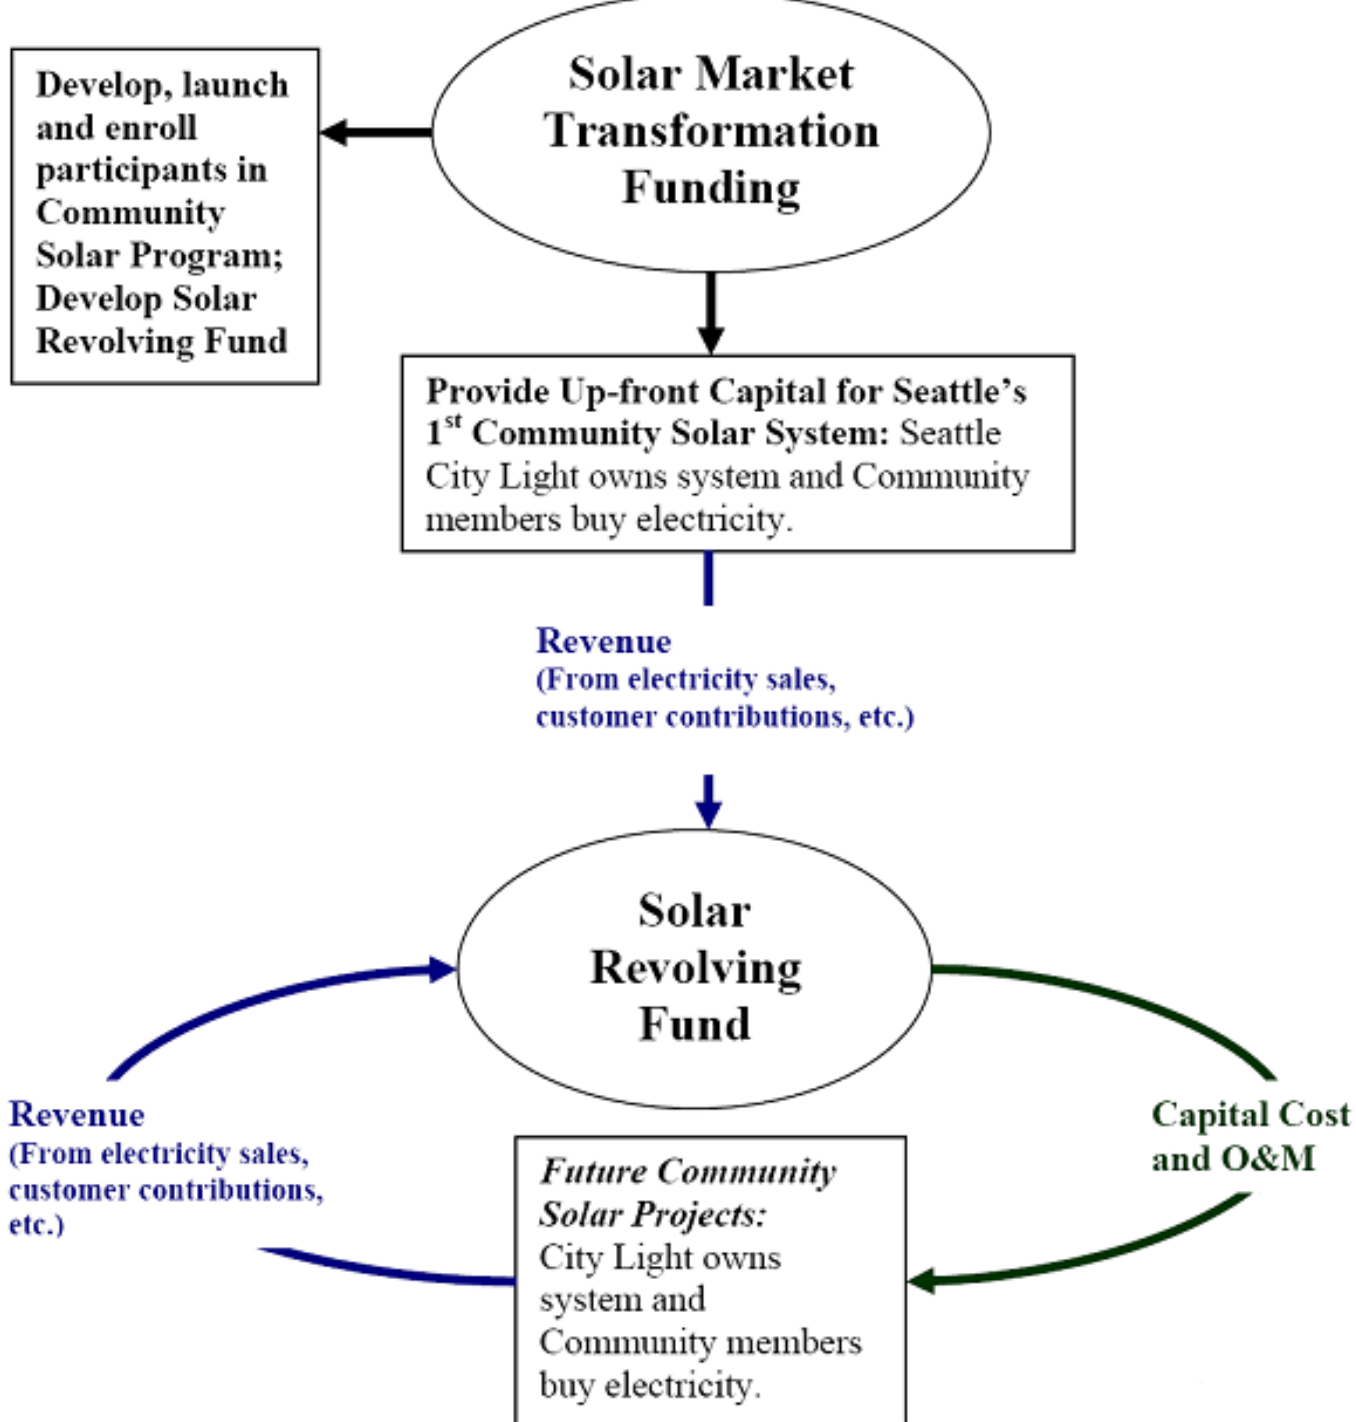 Solar Market
Transformation
Funding
Develop, launch
and enroll
participants in
Community
Solar Program;
Develop Solar
Revolving Fund
Provide Up-front Capital for Seattle’s
1st Community Solar System: Seattle
City Light owns system and Community
members buy electricity.
Revenue
(From electricity sales,
customer contributions, etc.)
Solar
Revolving
Fund
Revenue
(From electricity sales,
customer contributions,
etc.)
Capital Cost
and O&M
Future Community
Solar Projects:
City Light owns
system and
Community members
buy electricity.